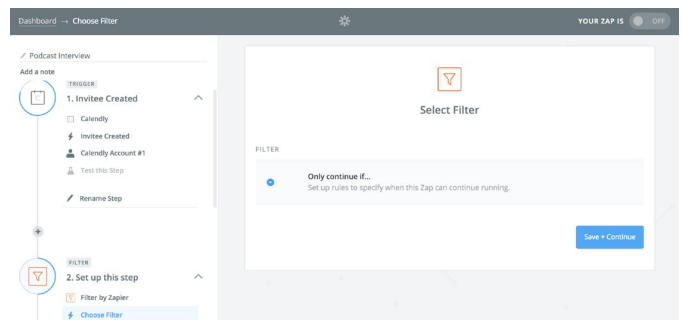 Dashboard → Choose Filter
YOUR ZAP IS OFF
Podcast Interview
Add a note
TRIGGER
1. Invitee Created
Calendly
Invitee Created
Calendly Account #1
Test this Step
Rename Step
FILTER
2. Set up this step
Filter by Zapier
Choose Filter
Select Filter
FILTER
Only continue if...
Set up rules to specify when this Zap can continue running.
Save + Continue